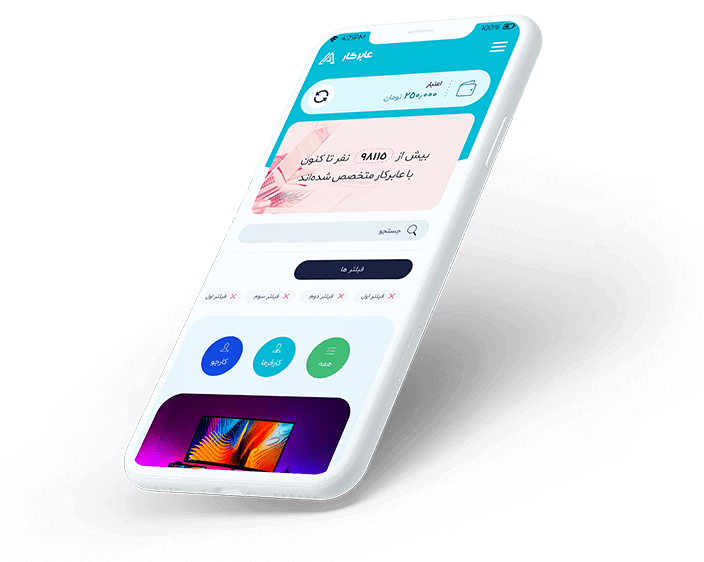 4:21PM 100%
عابرکار
اعتبار
۲۵۰,۰۰۰ تومان
بیش از ۹۸۱۱۵ نفر تا کنون
با عابرکار متخصص شده‌اند
جستجو
فیلتر ها
فیلتر اول فیلتر دوم فیلتر سوم فیلتر اول
همه کارفرما کارجو